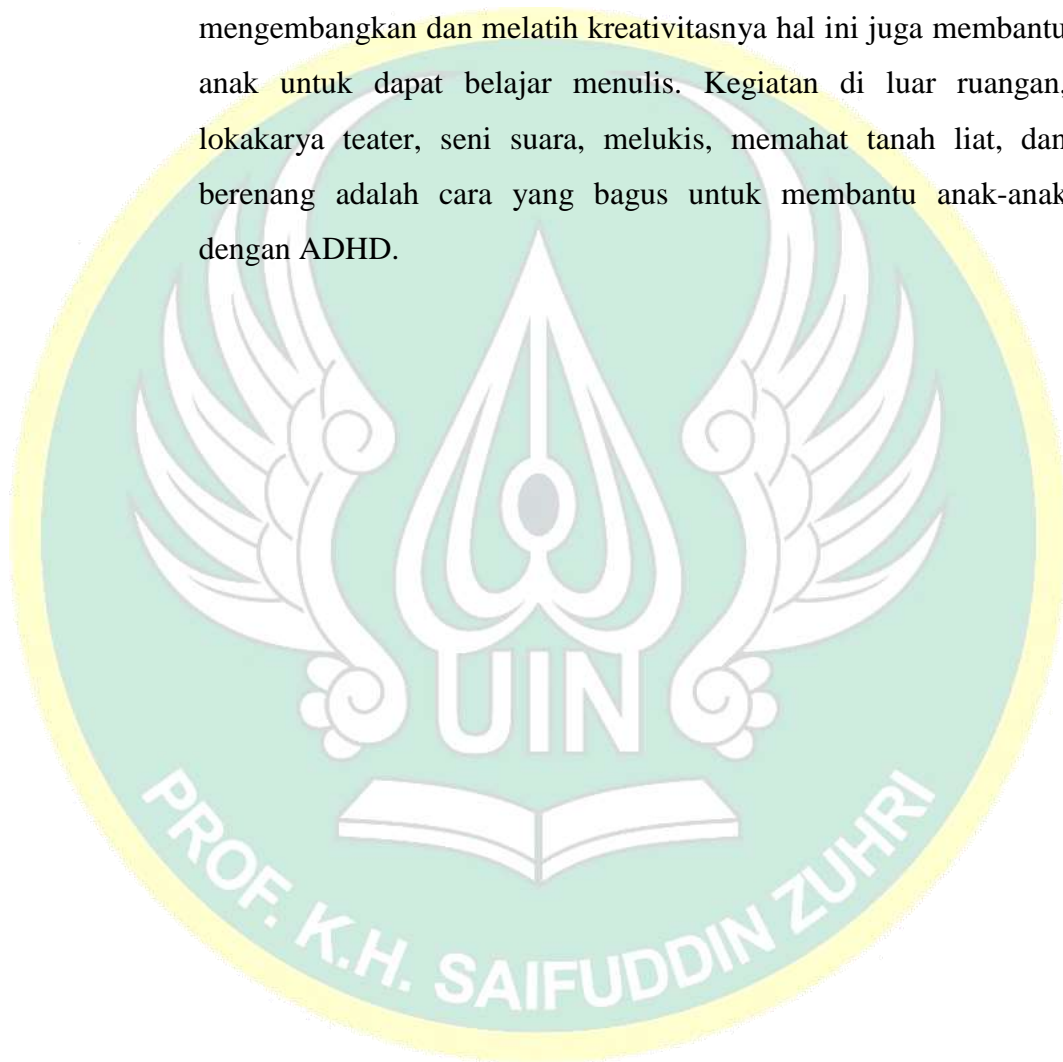 mengembangkan dan melatih kreativitasnya hal ini juga membantu
anak untuk dapat belajar menulis. Kegiatan di luar ruangan,
lokakarya teater, seni suara, melukis, memahat tanah liat, dan
berenang adalah cara yang bagus untuk membantu anak-anak
dengan ADHD.
UIN
PROF. K.H. SAIFUDDIN ZUHRI